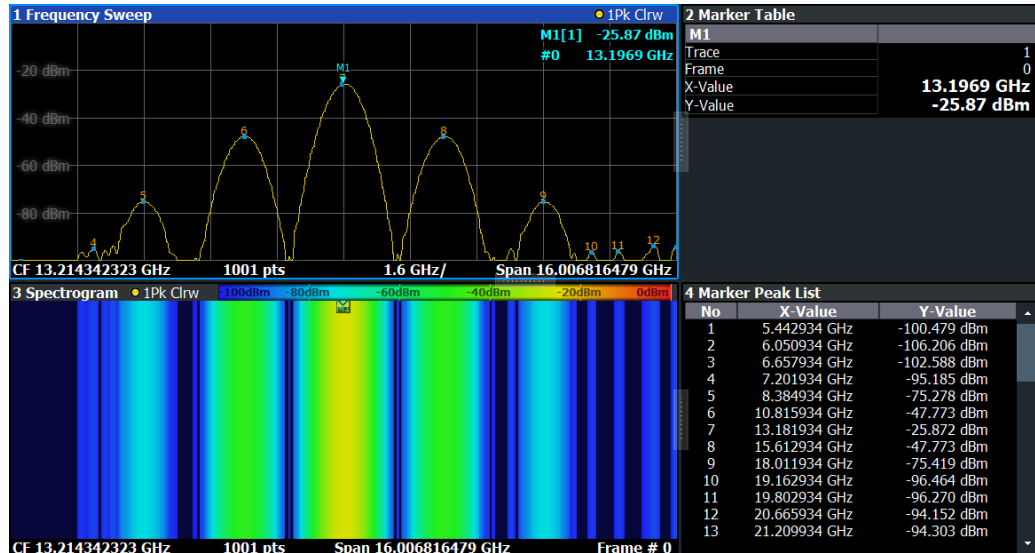 1 Frequency Sweep
1Pk Clrw
M1[1] -25.87 dBm
#0 13.1969 GHz
M1
-20 dBm
-40 dBm
-60 dBm
-80 dBm
4
5
6
8
9
10
11
12
CF 13.214342323 GHz 1001 pts 1.6 GHz/ Span 16.006816479 GHz
2 Marker Table
M1
Trace 1
Frame 0
X-Value 13.1969 GHz
Y-Value -25.87 dBm
3 Spectrogram 1Pk Clrw -100dBm -80dBm -60dBm -40dBm -20dBm 0dBm
CF 13.214342323 GHz 1001 pts Span 16.006816479 GHz Frame # 0
4 Marker Peak List
No X-Value Y-Value
1 5.442934 GHz -100.479 dBm
2 6.050934 GHz -106.206 dBm
3 6.657934 GHz -102.588 dBm
4 7.201934 GHz -95.185 dBm
5 8.384934 GHz -75.278 dBm
6 10.815934 GHz -47.773 dBm
7 13.181934 GHz -25.872 dBm
8 15.612934 GHz -47.773 dBm
9 18.011934 GHz -75.419 dBm
10 19.162934 GHz -96.464 dBm
11 19.802934 GHz -96.270 dBm
12 20.665934 GHz -94.152 dBm
13 21.209934 GHz -94.303 dBm